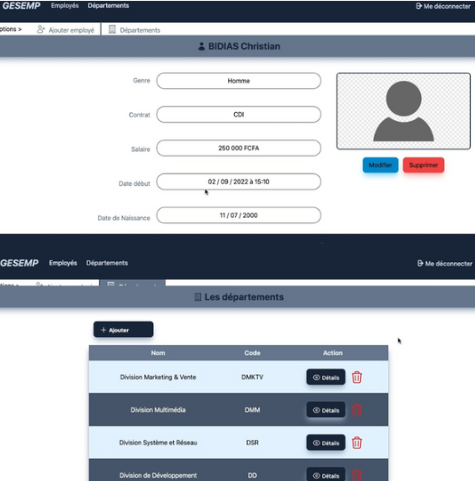 GESEMP Employés Départements Me déconnecter
ptions > Ajouter employé Départements
BIDIAS Christian
Genre Homme
Contrat CDI
Salaire 250 000 FCFA
Modifier Supprimer
Date début 02 / 09 / 2022 à 15:10
Date de Naissance 11 / 07 / 2000
GESEMP Employés Départements Me déconnecter
Les départements
+ Ajouter
Nom Code Action
Division Marketing & Vente DMKTV Détails
Division Multimédia DMM Détails
Division Système et Réseau DSR Détails
Division de Développement DD Détails